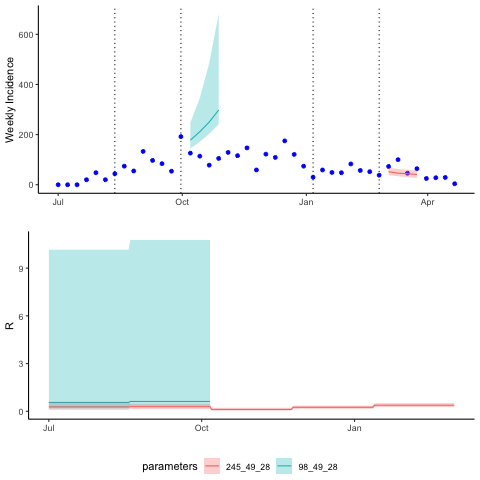 Weekly Incidence
600
400
200
0
Jul
Oct
Jan
Apr
R
9
6
3
0
Jul
Oct
Jan
parameters
245_49_28
98_49_28